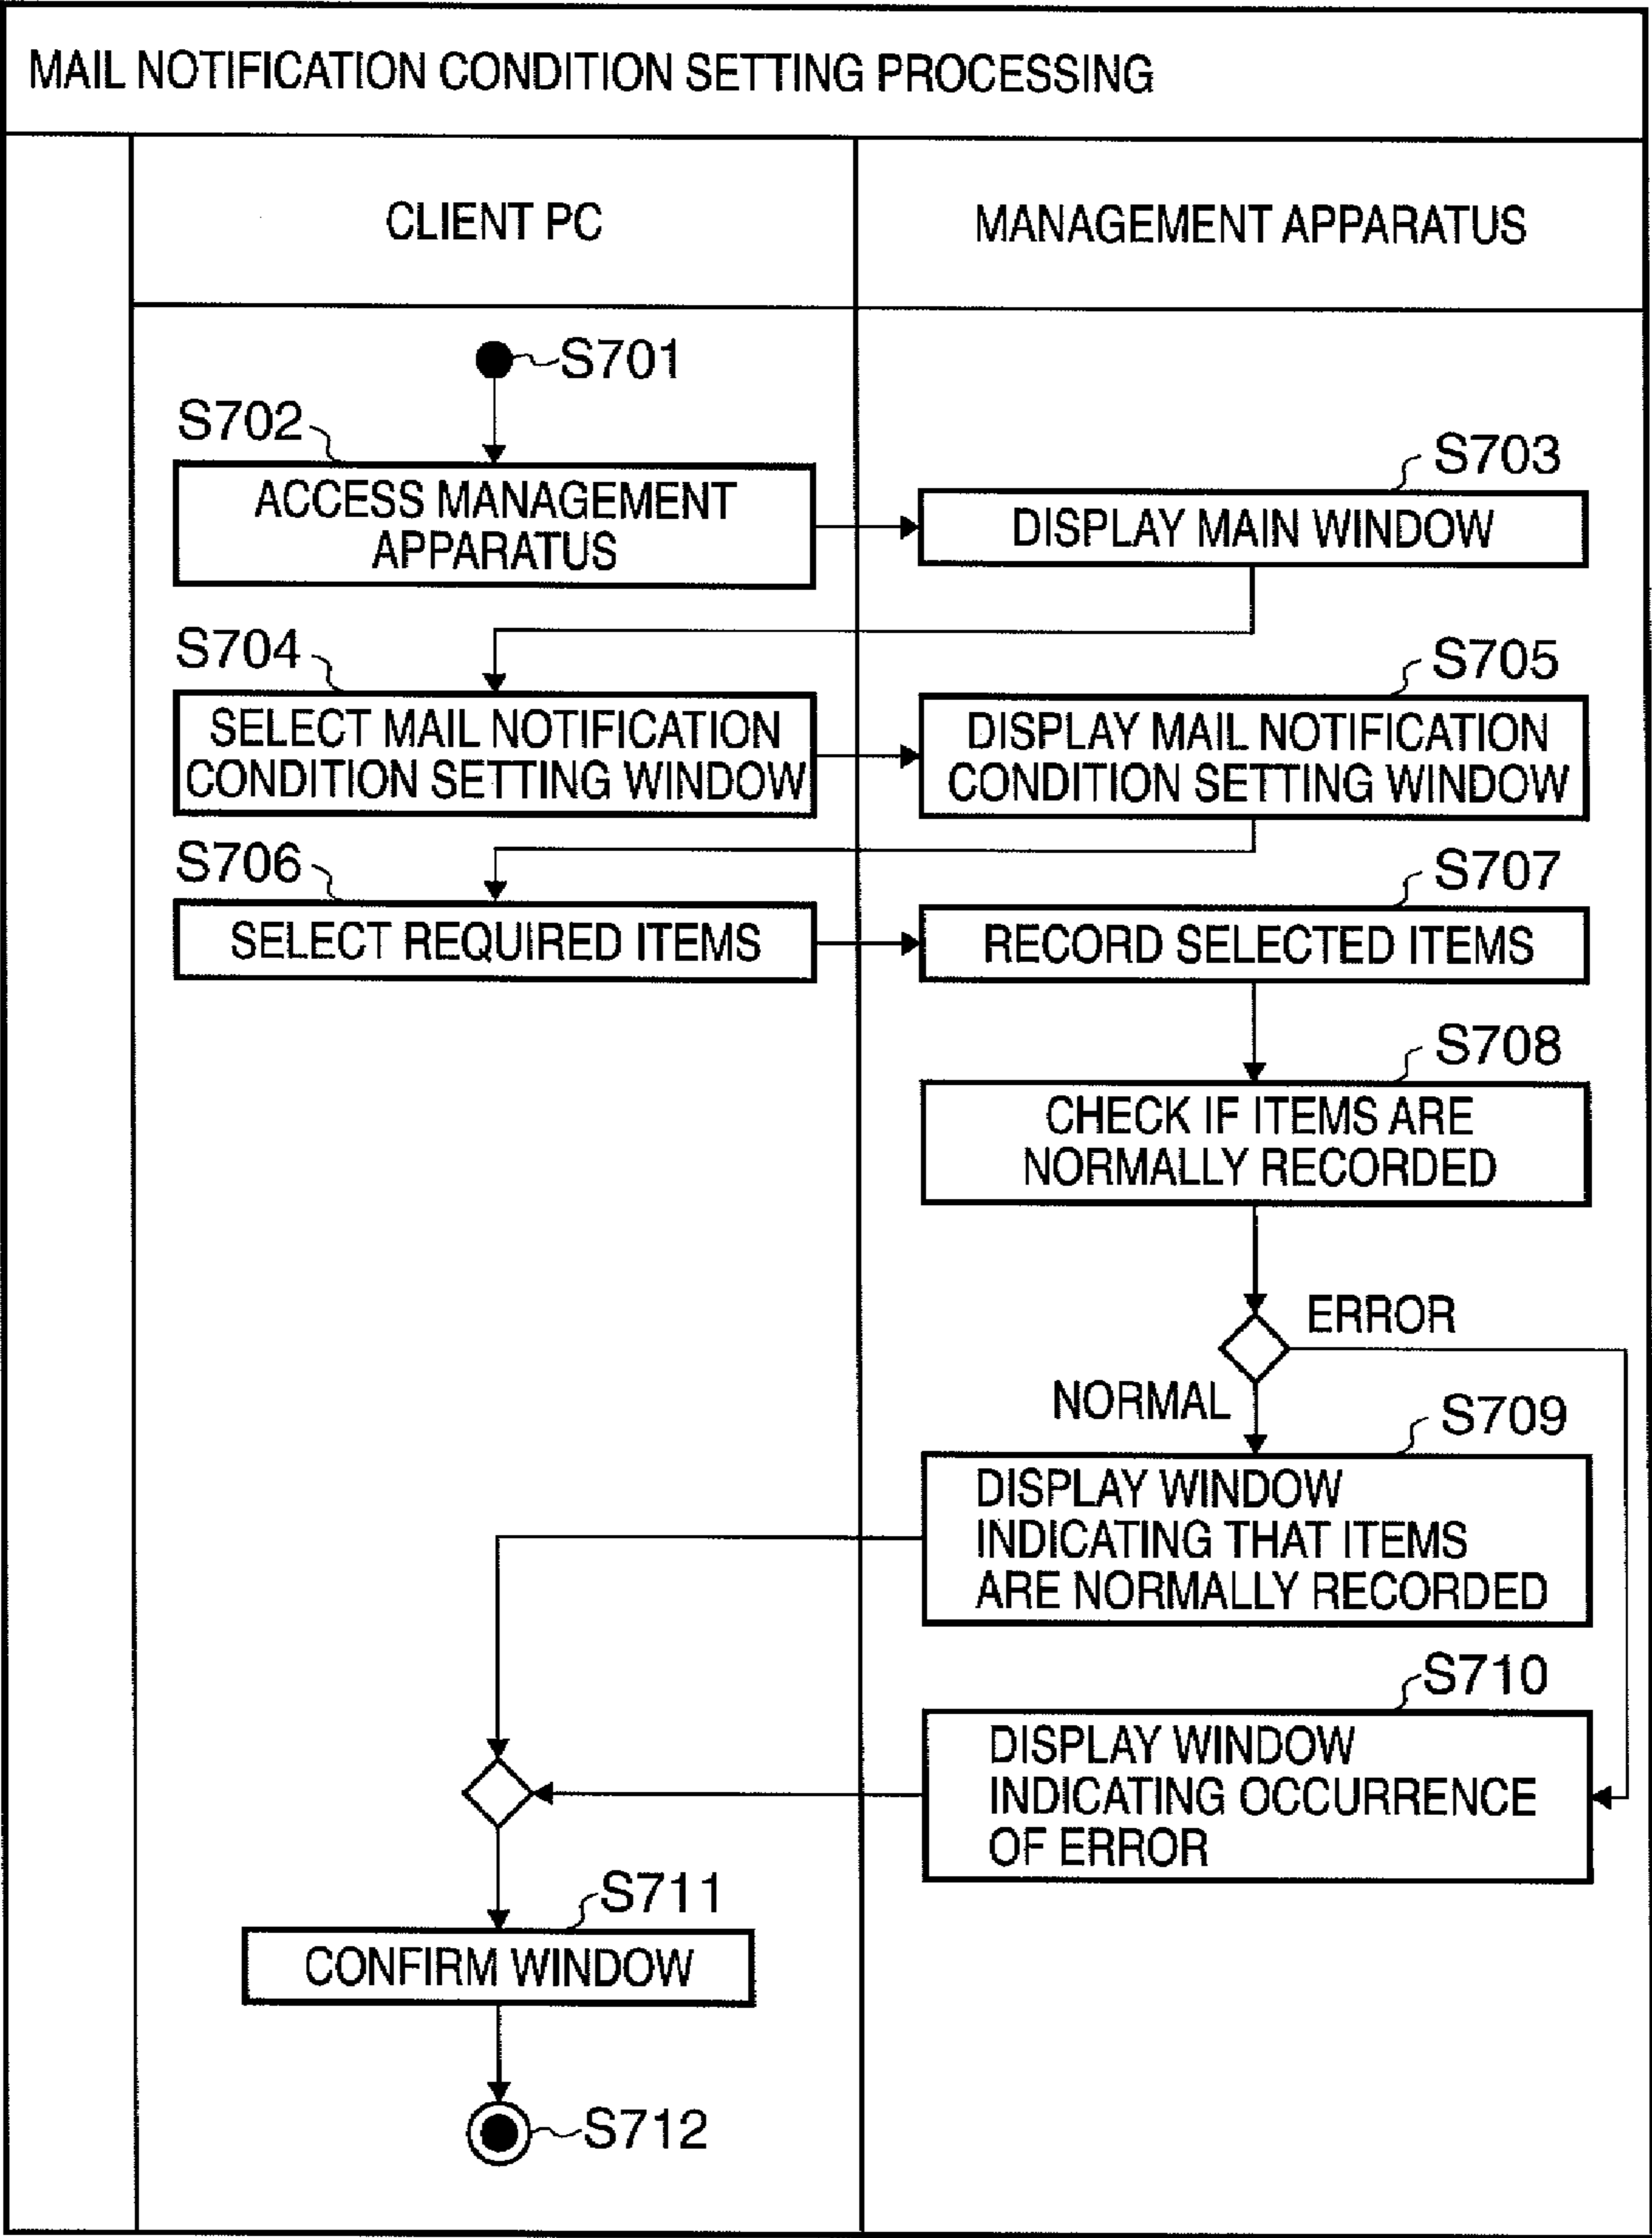 MAIL NOTIFICATION CONDITION SETTING PROCESSING
CLIENT PC
MANAGEMENT APPARATUS
S701
S702
ACCESS MANAGEMENT
APPARATUS
S703
DISPLAY MAIN WINDOW
S704
SELECT MAIL NOTIFICATION
CONDITION SETTING WINDOW
S705
DISPLAY MAIL NOTIFICATION
CONDITION SETTING WINDOW
S706
SELECT REQUIRED ITEMS
S707
RECORD SELECTED ITEMS
S708
CHECK IF ITEMS ARE
NORMALLY RECORDED
ERROR
NORMAL
S709
DISPLAY WINDOW
INDICATING THAT ITEMS
ARE NORMALLY RECORDED
S710
DISPLAY WINDOW
INDICATING OCCURRENCE
OF ERROR
S711
CONFIRM WINDOW
S712